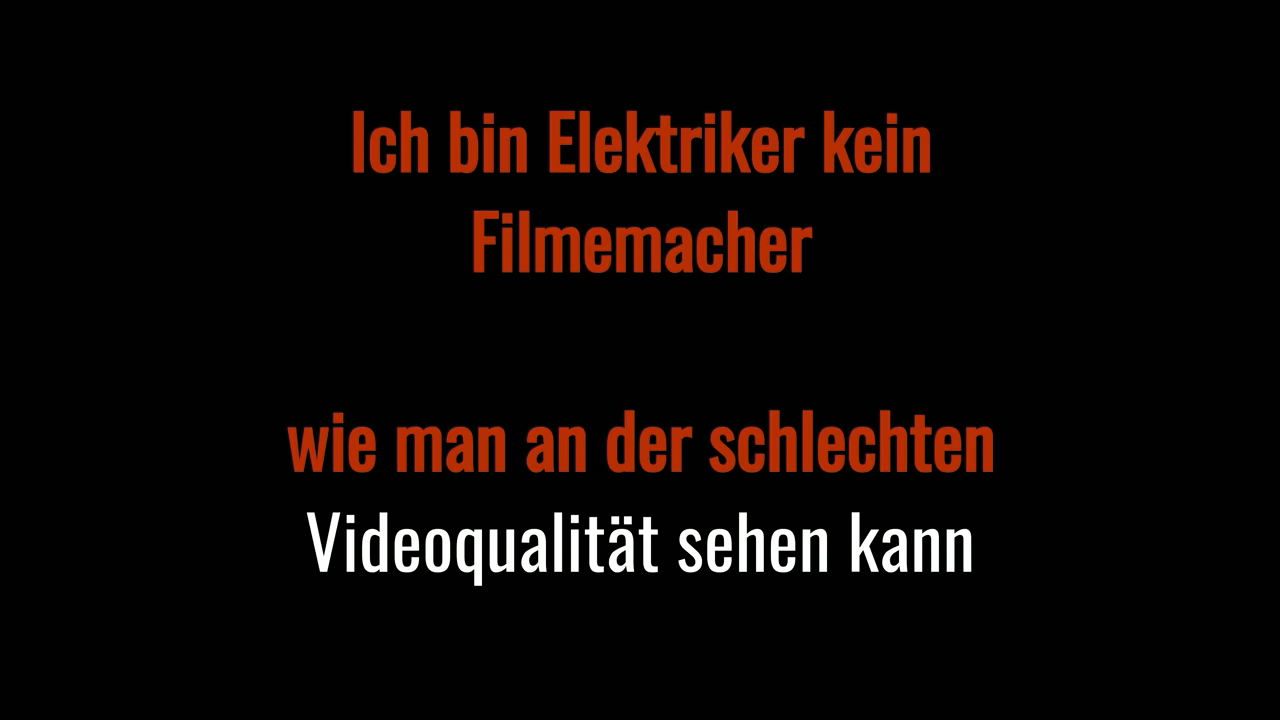 Ich bin Elektriker kein
Filmemacher
wie man an der schlechten
Videoqualität sehen kann